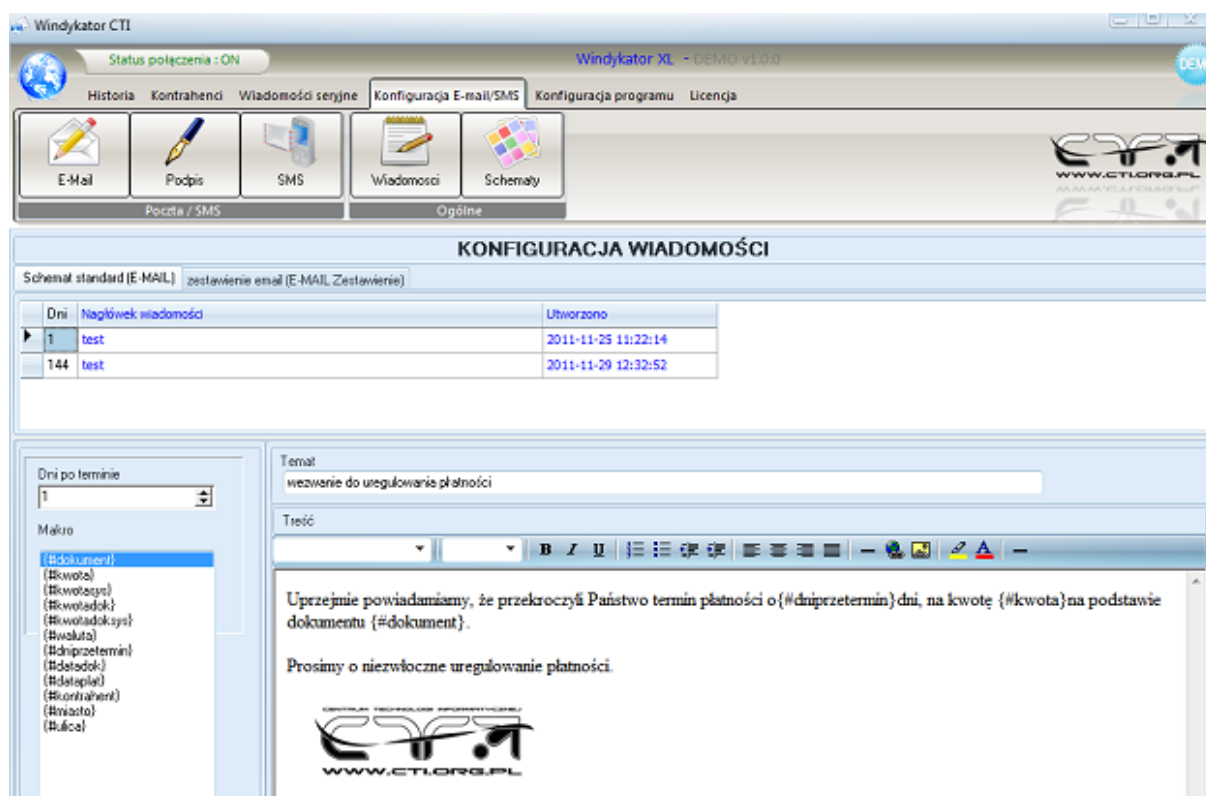 Windykator CTI
Status połączenia : ON
Windykator XL - DEMO v1.0.0
DEM
Historia Kontrahenci Wiadomości seryjne Konfiguracja E-mail/SMS Konfiguracja programu Licencja
E-Mail Podpis SMS Wiadomosci Schematy
WWW.CTI.ORG.PL
Poczta / SMS Ogólne
KONFIGURACJA WIADOMOŚCI
Schemat standard (E-MAIL) zestawienie email (E-MAIL Zestawienie)
Dni Nagłówek wiadomości Utworzono
1 test 2011-11-25 11:22:14
144 test 2011-11-29 12:32:52
Dni po terminie
1
Makro
{#dokument}
{#kwota}
{#kwotasys}
{#kwotadok}
{#kwotadoksys}
{#waluta}
{#dniprzetermin}
{#datadok}
{#dataplat}
{#kontrahent}
{#miasto}
{#ulica}
Temat
wezwanie do uregulowania płatności
Treść
B I U
Uprzejmie powiadamiamy, że przekroczyli Państwo termin płatności o{#dniprzetermin}dni, na kwotę {#kwota}na podstawie
dokumentu {#dokument}.
Prosimy o niezwłoczne uregulowanie płatności.
CENTRUM TECHNOLOGII INFORMATYCZNEJ
WWW.CTI.ORG.PL